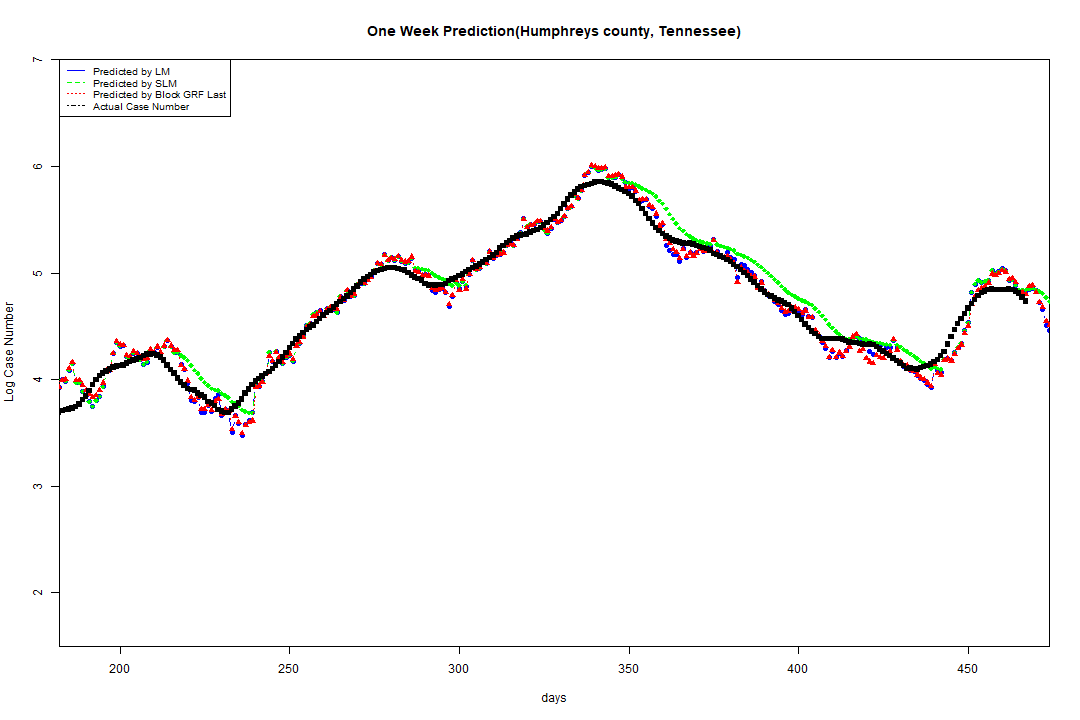 One Week Prediction(Humphreys county, Tennessee)
Predicted by LM
Predicted by SLM
Predicted by Block GRF Last
Actual Case Number
7
6
5
4
3
2
Log Case Number
200 250 300 350 400 450
days